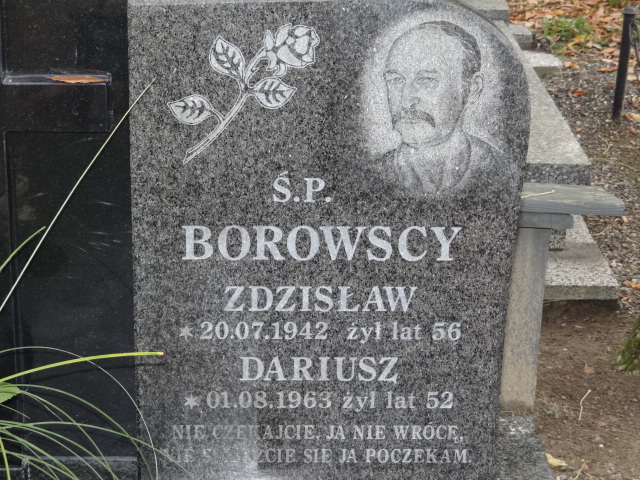 Ś.P.
BOROWSCY
ZDZISŁAW
* 20.07.1942 żył lat 56
DARIUSZ
* 01.08.1963 żył lat 52
NIE CZEKAJCIE, JA NIE WRÓCĘ,
SIĘ JA POCZEKAM.